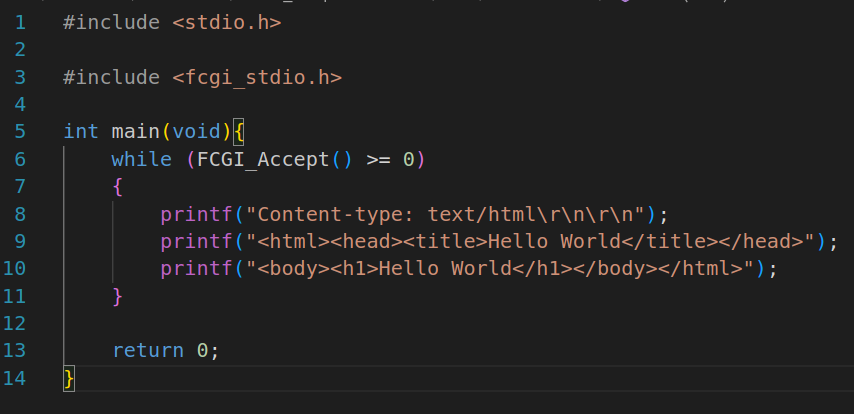 1 #include <stdio.h>
2
3 #include <fcgi_stdio.h>
4
5 int main(void){
6     while (FCGI_Accept() >= 0)
7     {
8         printf("Content-type: text/html\r\n\r\n");
9         printf("<html><head><title>Hello World</title></head>");
10         printf("<body><h1>Hello World</h1></body></html>");
11     }
12
13     return 0;
14 }